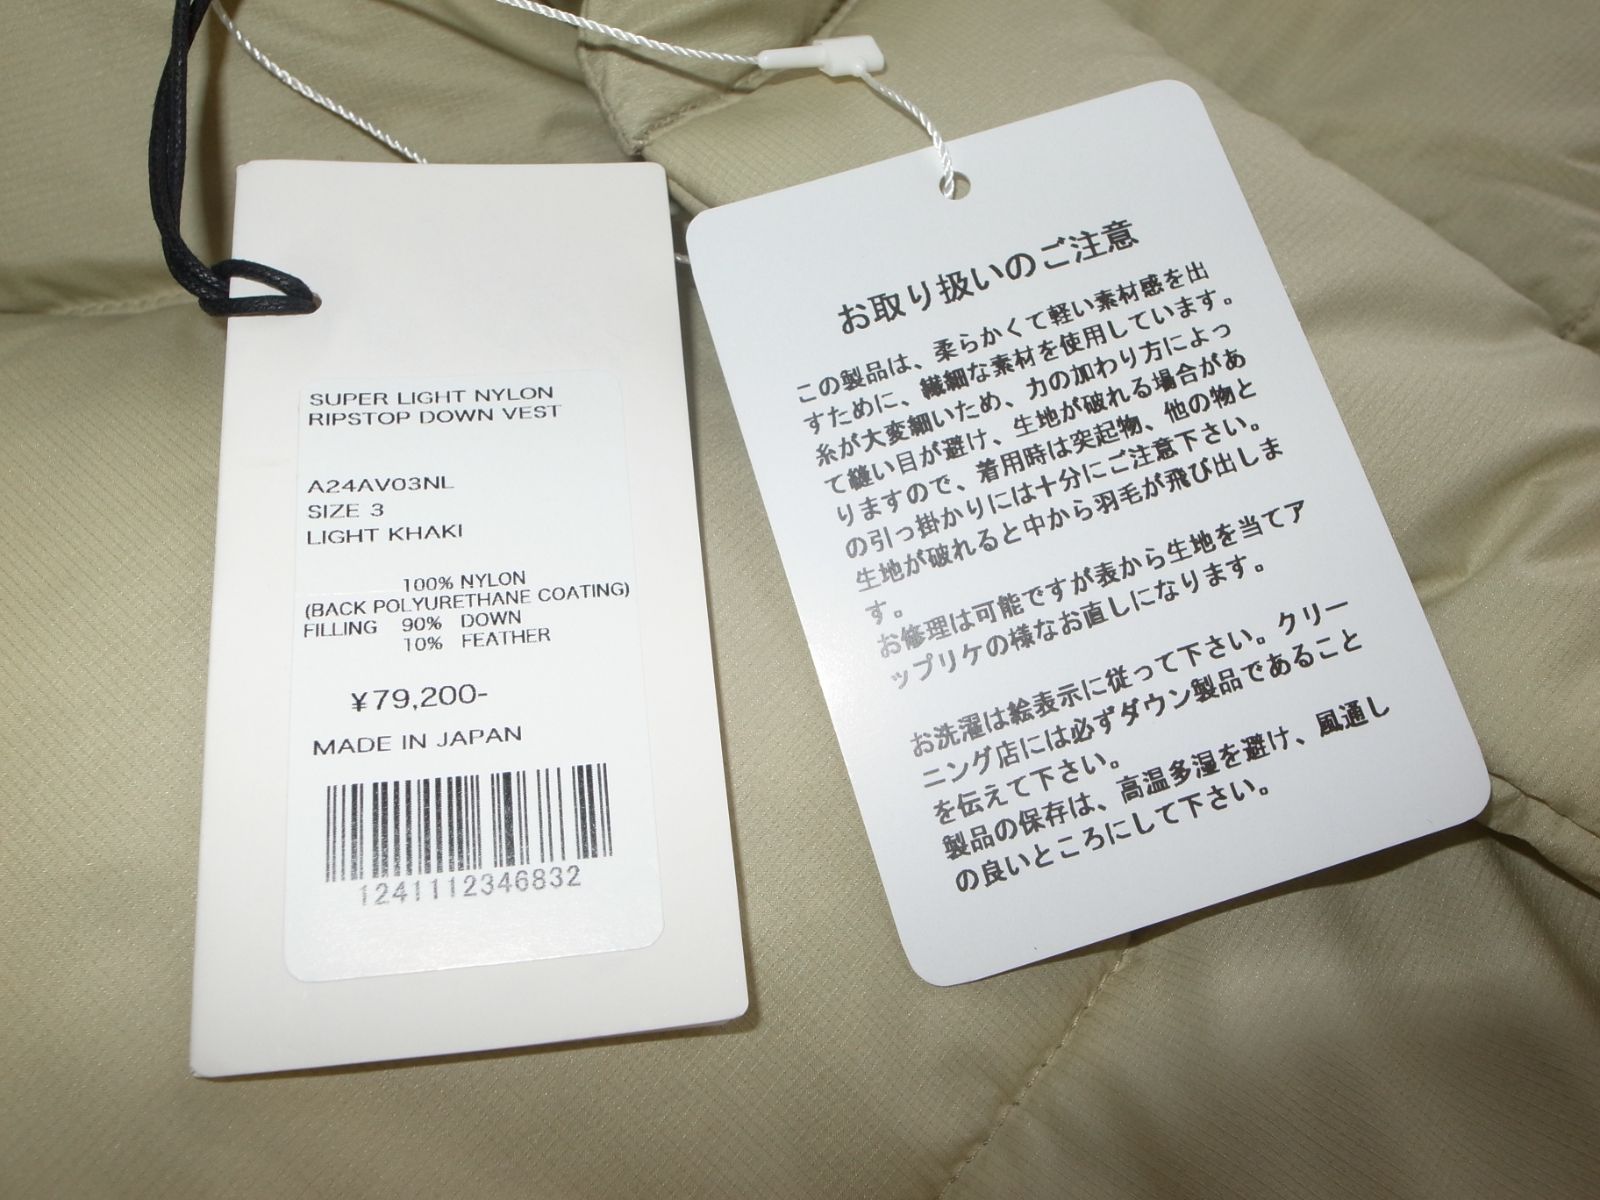 SUPER LIGHT NYLON
RIPSTOP DOWN VEST
A24AV03NL
SIZE 3
LIGHT KHAKI
100% NYLON
(BACK POLYURETHANE COATING)
FILLING 90% DOWN
10% FEATHER
¥79,200-
MADE IN JAPAN
1241112346832
お取り扱いのご注意
この製品は、柔らかくて軽い素材感を出
すために、繊細な素材を使用しています。
糸が大変細いため、力の加わり方によっ
て縫い目が避け、生地が破れる場合があ
りますので、着用時は突起物、他の物と
の引っ掛かりには十分にご注意下さい。
生地が破れると中から羽毛が飛び出しま
す。
お修理は可能ですが表から生地を当てア
ップリケの様なお直しになります。
お洗濯は絵表示に従って下さい。クリー
ニング店には必ずダウン製品であること
を伝えて下さい。
製品の保存は、高温多湿を避け、風通し
の良いところにして下さい。